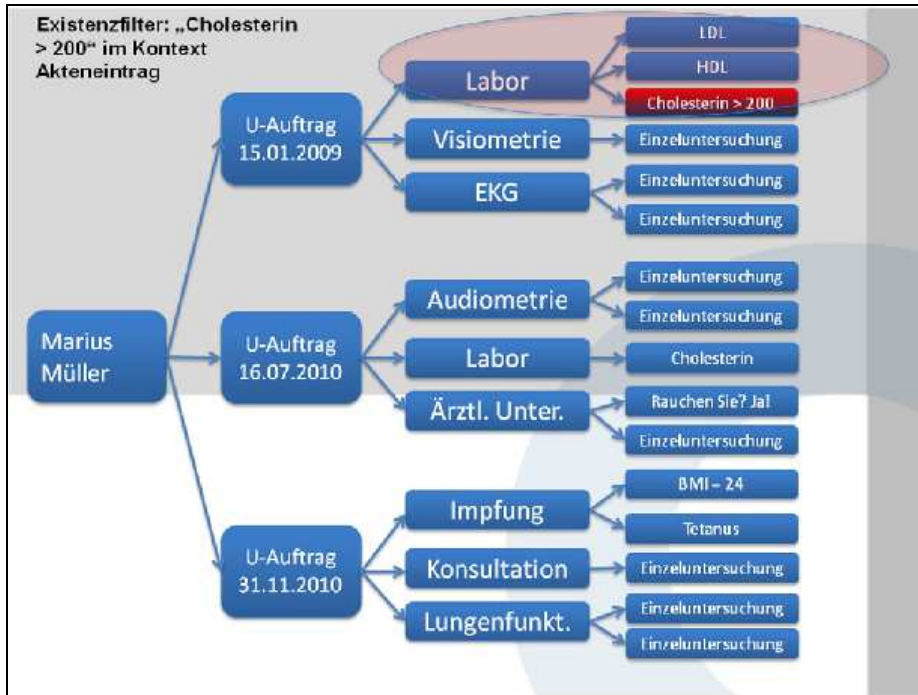 Existenzfilter: „Cholesterin
> 200“ im Kontext
Akteneintrag
Marius
Müller
U-Auftrag
15.01.2009
Labor
LDL
HDL
Cholesterin > 200
Visiometrie
Einzeluntersuchung
EKG
Einzeluntersuchung
Einzeluntersuchung
U-Auftrag
16.07.2010
Audiometrie
Einzeluntersuchung
Einzeluntersuchung
Labor
Cholesterin
Ärztl. Unter.
Rauchen Sie? Ja!
Einzeluntersuchung
U-Auftrag
31.11.2010
Impfung
BMI – 24
Tetanus
Konsultation
Einzeluntersuchung
Lungenfunkt.
Einzeluntersuchung
Einzeluntersuchung